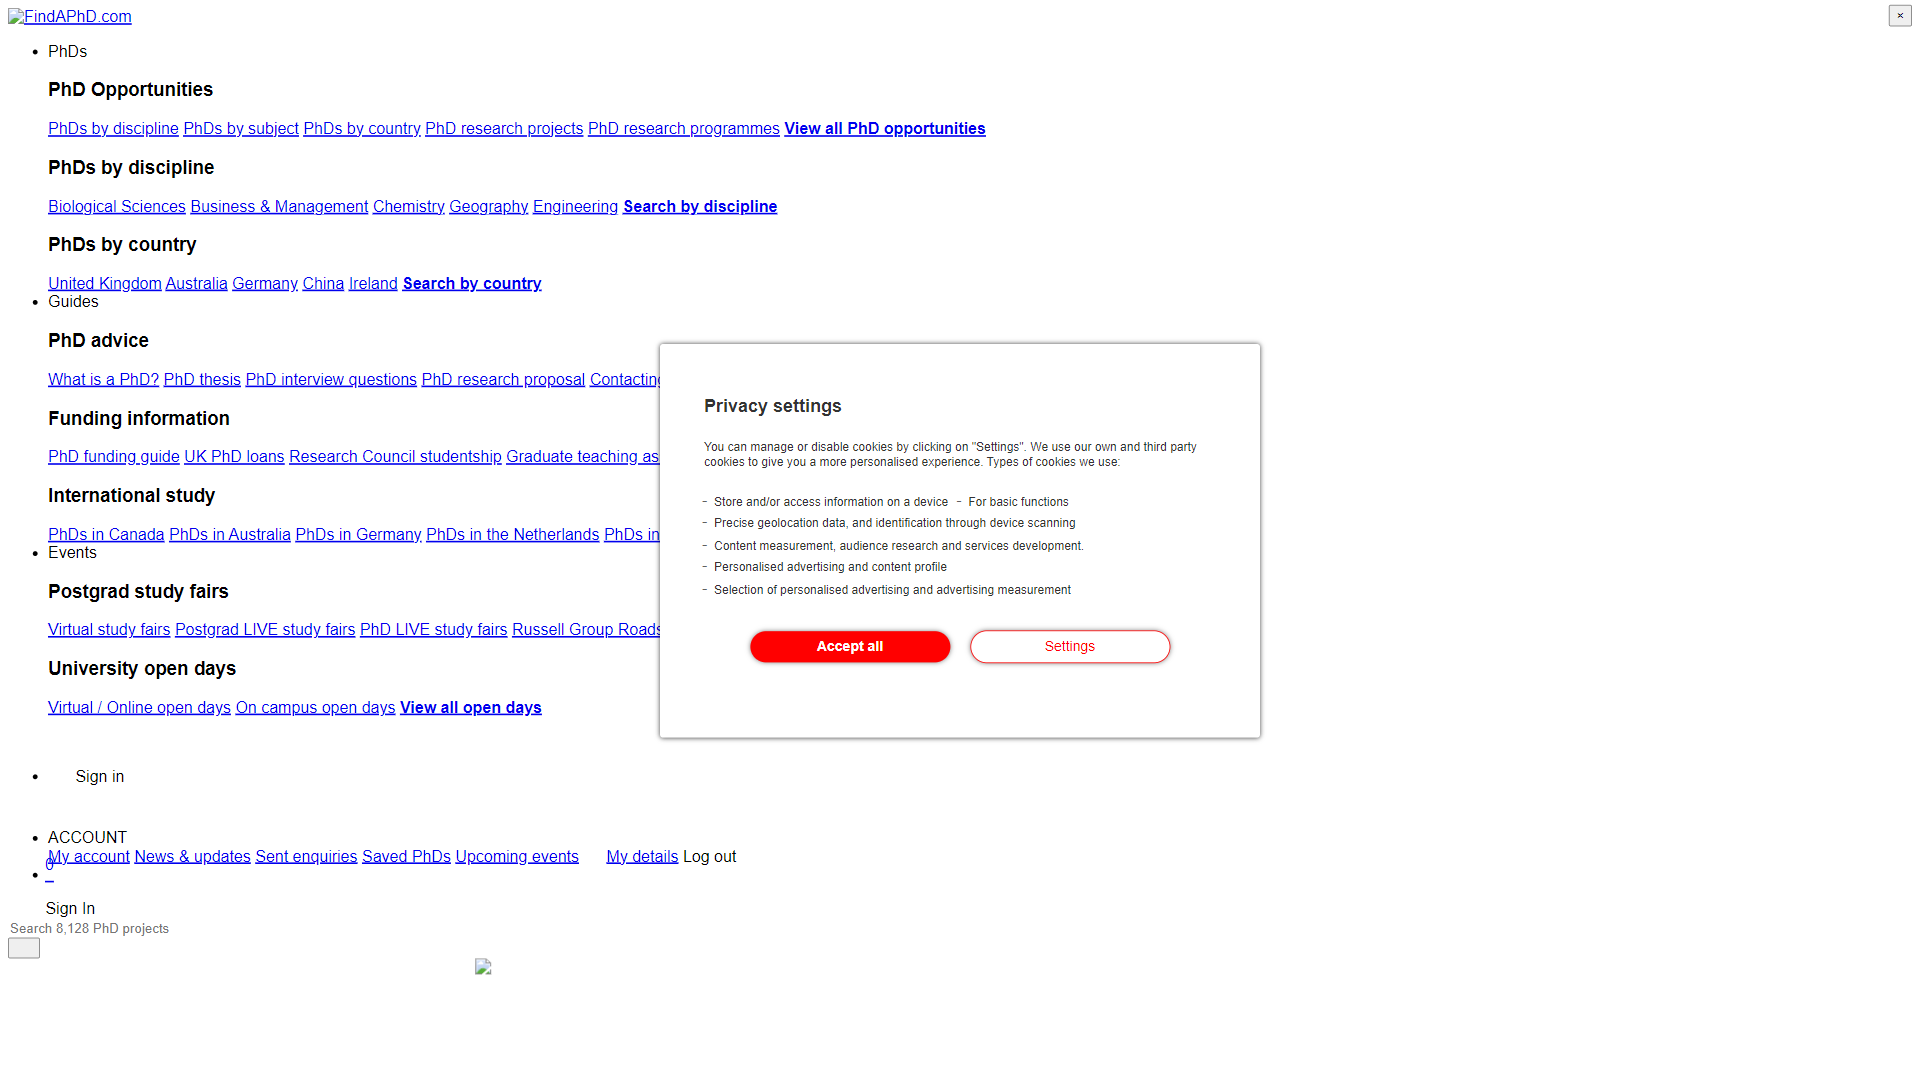 FindAPhD.com
×
PhDs
PhD Opportunities
PhDs by discipline PhDs by subject PhDs by country PhD research projects PhD research programmes View all PhD opportunities
PhDs by discipline
Biological Sciences Business & Management Chemistry Geography Engineering Search by discipline
PhDs by country
United Kingdom Australia Germany China Ireland Search by country
Guides
PhD advice
What is a PhD? PhD thesis PhD interview questions PhD research proposal Contacting
Funding information
PhD funding guide UK PhD loans Research Council studentship Graduate teaching as
International study
PhDs in Canada PhDs in Australia PhDs in Germany PhDs in the Netherlands PhDs in
Events
Postgrad study fairs
Virtual study fairs Postgrad LIVE study fairs PhD LIVE study fairs Russell Group Roads
University open days
Virtual / Online open days On campus open days View all open days
Privacy settings
You can manage or disable cookies by clicking on "Settings". We use our own and third party
cookies to give you a more personalised experience. Types of cookies we use:
- Store and/or access information on a device - For basic functions
- Precise geolocation data, and identification through device scanning
- Content measurement, audience research and services development.
- Personalised advertising and content profile
- Selection of personalised advertising and advertising measurement
Accept all Settings
Sign in
ACCOUNT
My account News & updates Sent enquiries Saved PhDs Upcoming events My details Log out
0
Sign In
Search 8,128 PhD projects